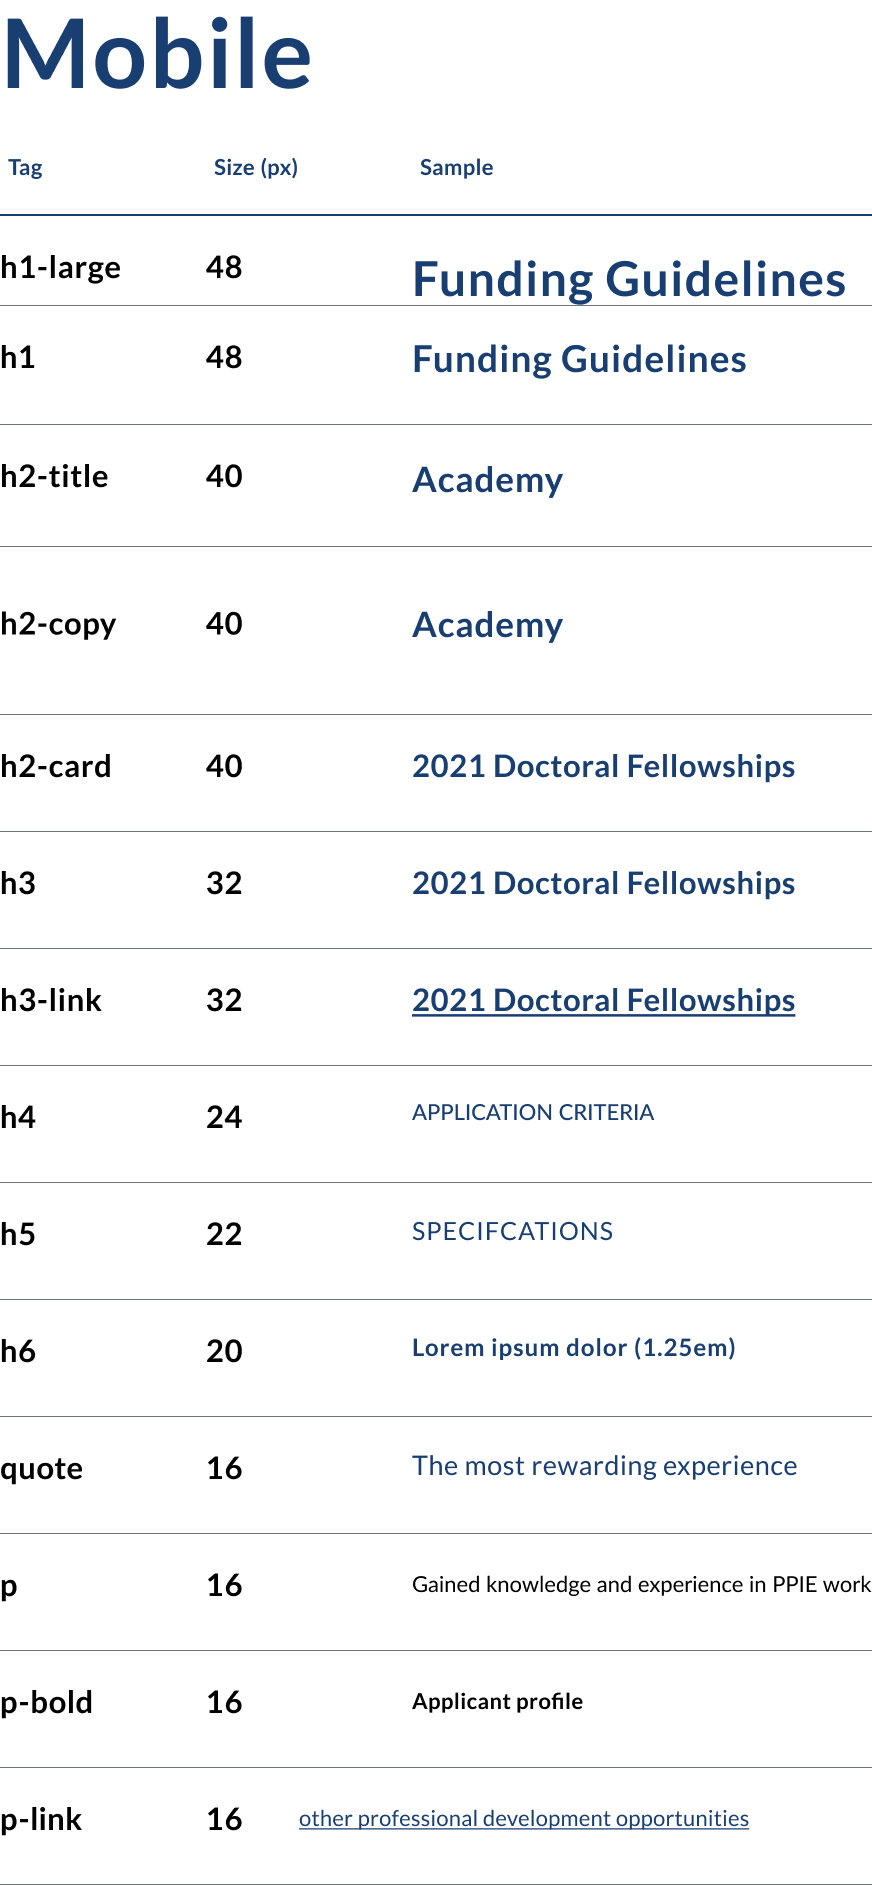 Mobile
Tag Size (px) Sample
h1-large 48 Funding Guidelines
h1 48 Funding Guidelines
h2-title 40 Academy
h2-copy 40 Academy
h2-card 40 2021 Doctoral Fellowships
h3 32 2021 Doctoral Fellowships
h3-link 32 2021 Doctoral Fellowships
h4 24 APPLICATION CRITERIA
h5 22 SPECIFCATIONS
h6 20 Lorem ipsum dolor (1.25em)
quote 16 The most rewarding experience
p 16 Gained knowledge and experience in PPIE work
p-bold 16 Applicant profile
p-link 16 other professional development opportunities